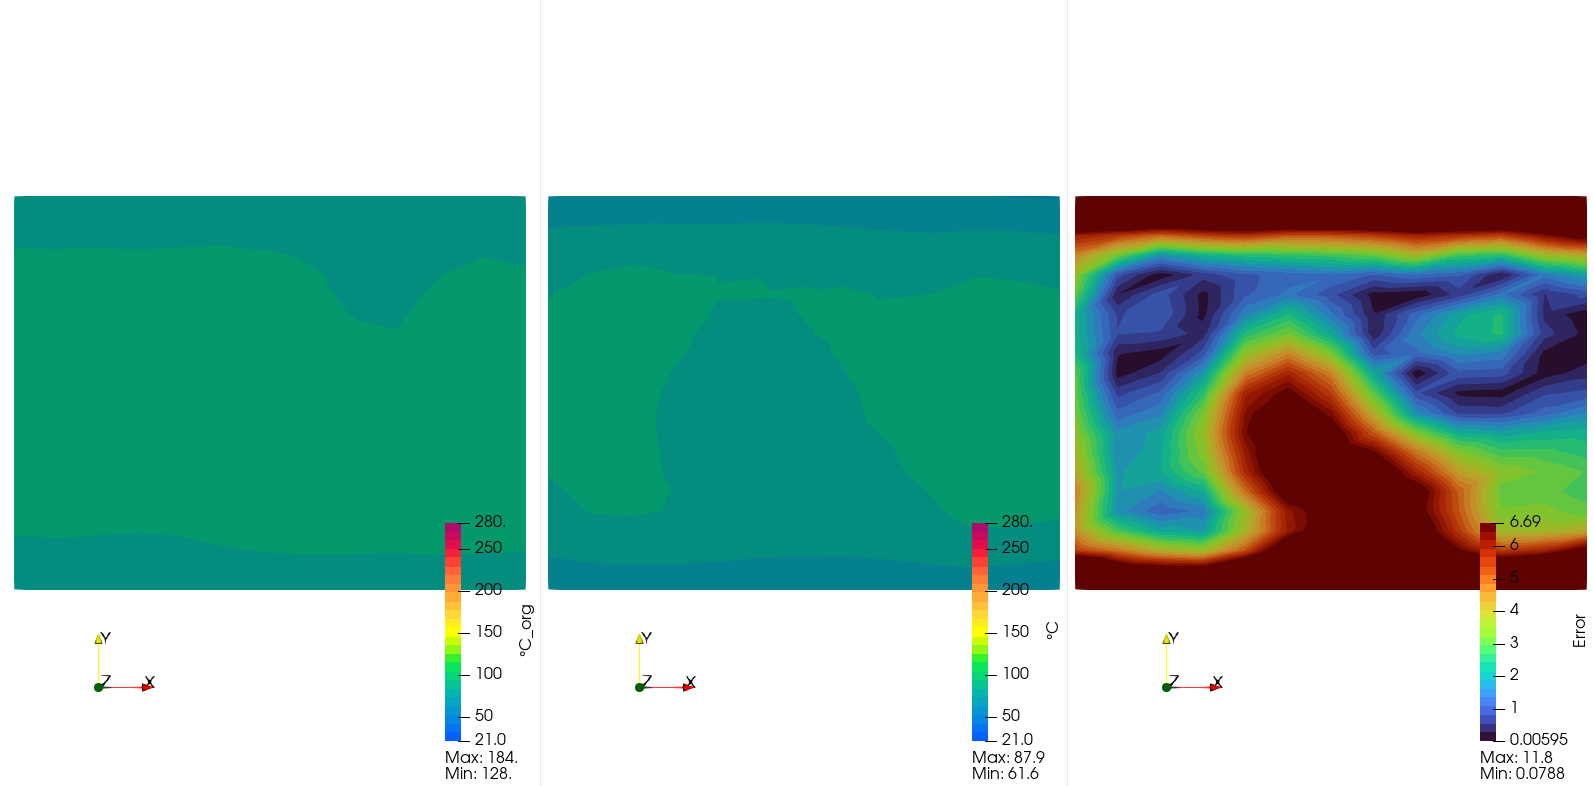 280.
250
200
150
100
50
21.0
°C_org
Max: 184.
Min: 128.
Y
Z
X
280.
250
200
150
100
50
21.0
°C
Max: 87.9
Min: 61.6
Y
Z
X
6.69
6
5
4
3
2
1
0.00595
Error
Max: 11.8
Min: 0.0788
Y
Z
X